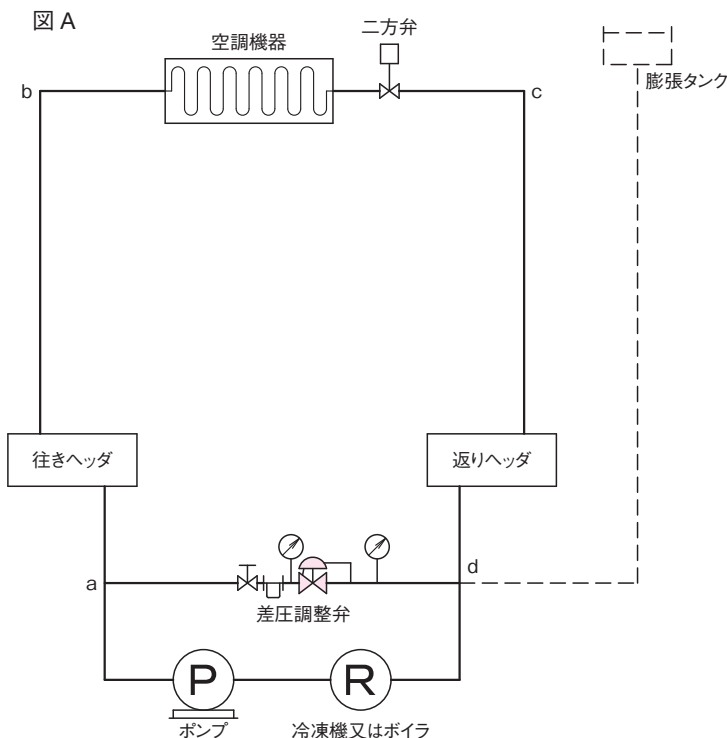 図 A
二方弁
空調機器
膨張タンク
b
c
往きヘッダ
返りヘッダ
a
d
差圧調整弁
P
R
ポンプ
冷凍機又はボイラ